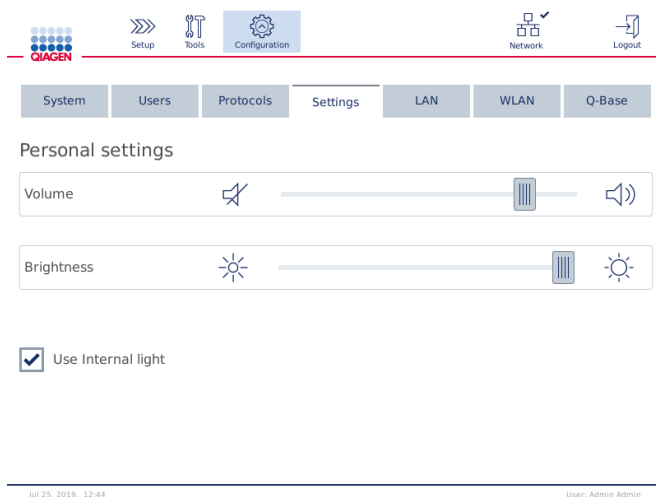 QIAGEN
Setup
Tools
Configuration
Network
Logout
System
Users
Protocols
Settings
LAN
WLAN
Q-Base
Personal settings
Volume
Brightness
Use Internal light
Jul 25, 2019, 12:44
User: Admin Admin